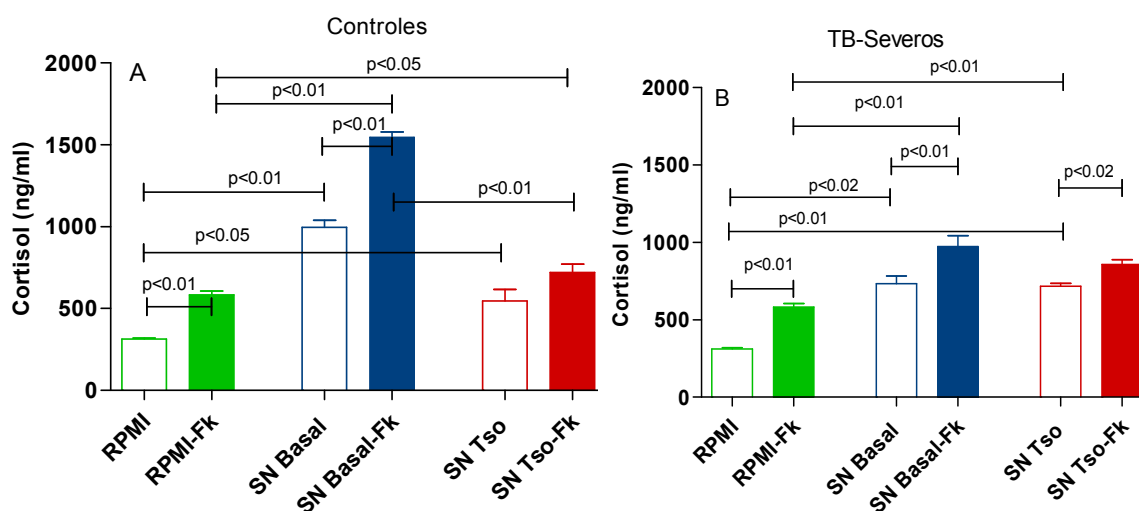 Controles
A
Cortisol (ng/ml)
2000
1500
1000
500
0
p<0.05
p<0.01
p<0.01
p<0.01
p<0.01
p<0.05
p<0.01
RPMI
RPMI-Fk
SN Basal
SN Basal-Fk
SN Tso
SN Tso-Fk
TB-Severos
B
Cortisol (ng/ml)
2000
1500
1000
500
0
p<0.01
p<0.01
p<0.01
p<0.02
p<0.02
p<0.01
p<0.01
RPMI
RPMI-Fk
SN Basal
SN Basal-Fk
SN Tso
SN Tso-Fk